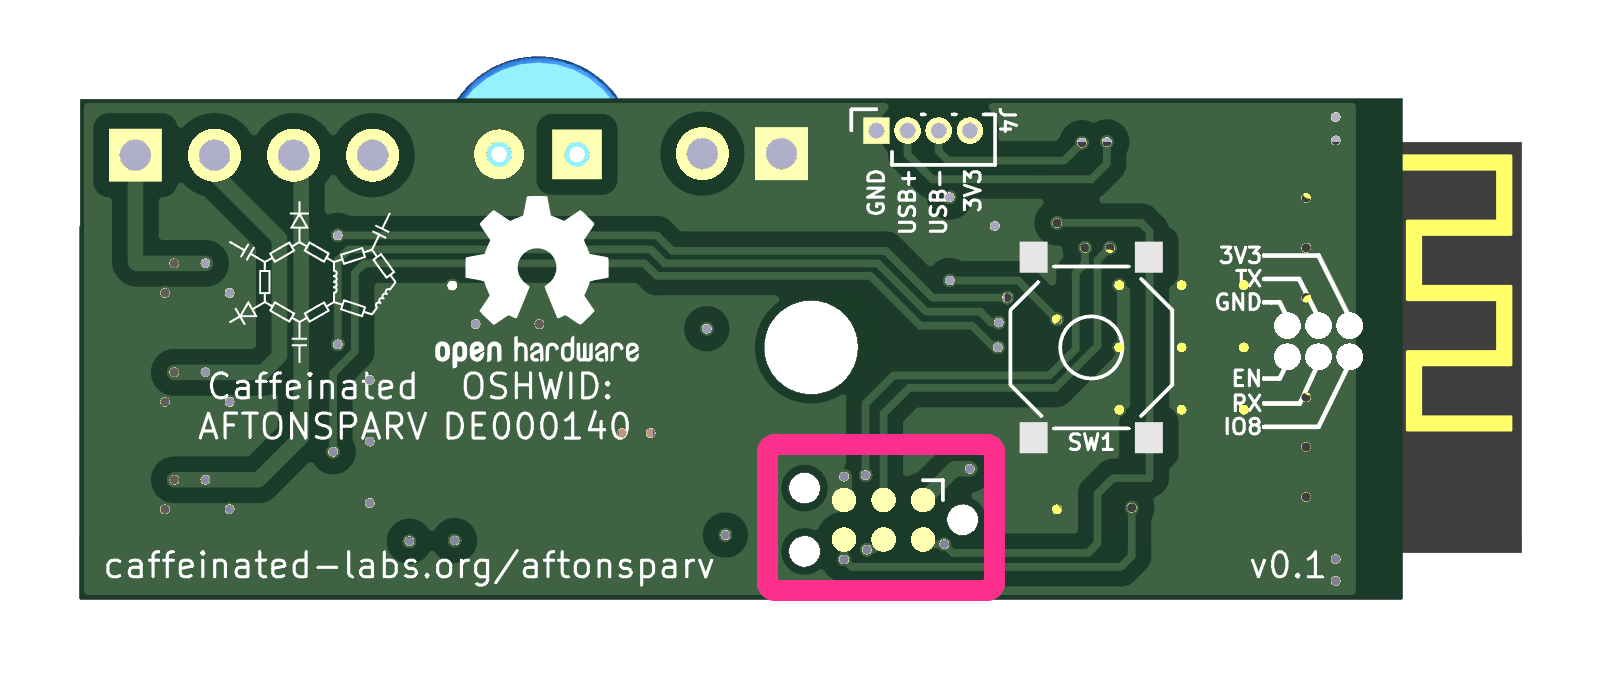 J4
GND
USB+
USB-
3V3
open hardware
Caffeinated
AFTONSPARV
OSHWID:
DE000140
SW1
3V3
TX
GND
EN
RX
IO8
caffeinated-labs.org/aftonsparv
v0.1